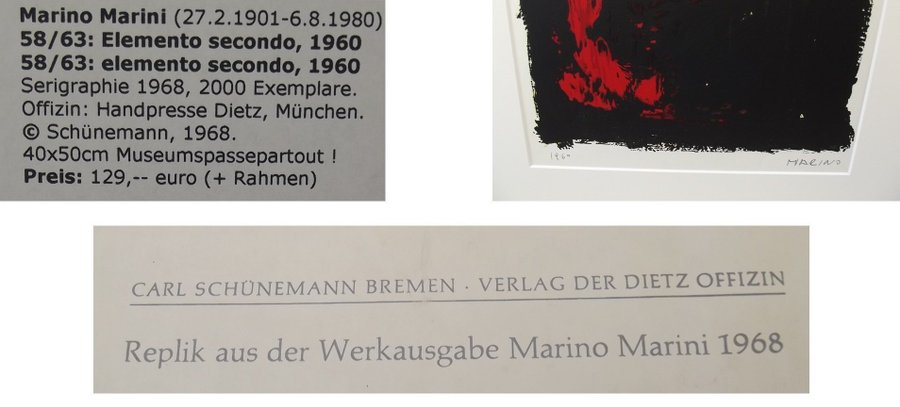 Marino Marini (27.2.1901-6.8.1980)
58/63: Elemento secondo, 1960
58/63: elemento secondo, 1960
Serigraphie 1968, 2000 Exemplare.
Offizin: Handpresse Dietz, München.
© Schünemann, 1968.
40x50cm Museumspassepartout !
Preis: 129,-- euro (+ Rahmen)
MARINO
CARL SCHÜNEMANN BREMEN · VERLAG DER DIETZ OFFIZIN
Replik aus der Werkausgabe Marino Marini 1968